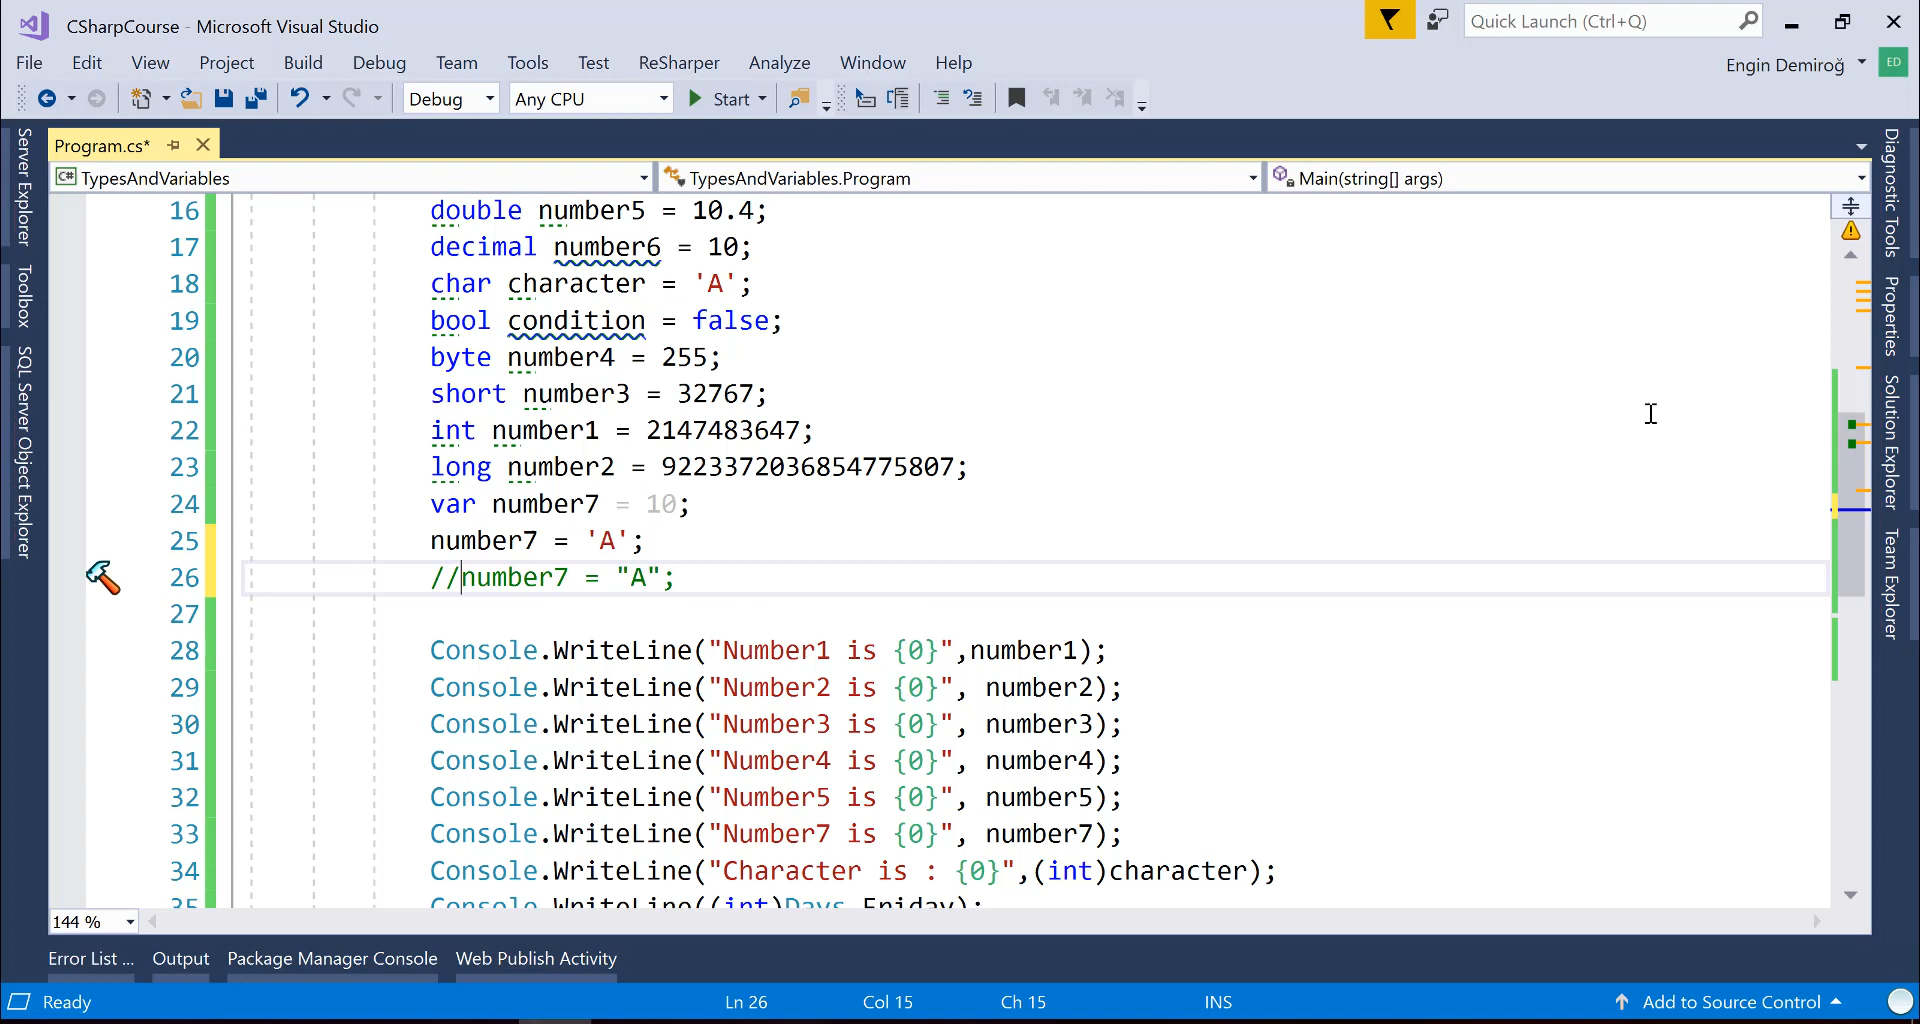 CSharpCourse - Microsoft Visual Studio
Quick Launch (Ctrl+Q)
File Edit View Project Build Debug Team Tools Test ReSharper Analyze Window Help
Engin Demiroğ
ED
Debug
Any CPU
Start
Program.cs*
C# TypesAndVariables
TypesAndVariables.Program
Main(string[] args)
Server Explorer
Toolbox
SQL Server Object Explorer
16 double number5 = 10.4;
17 decimal number6 = 10;
18 char character = 'A';
19 bool condition = false;
20 byte number4 = 255;
21 short number3 = 32767;
22 int number1 = 2147483647;
23 long number2 = 9223372036854775807;
24 var number7 = 10;
25 number7 = 'A';
26 //number7 = "A";
27
28 Console.WriteLine("Number1 is {0}",number1);
29 Console.WriteLine("Number2 is {0}", number2);
30 Console.WriteLine("Number3 is {0}", number3);
31 Console.WriteLine("Number4 is {0}", number4);
32 Console.WriteLine("Number5 is {0}", number5);
33 Console.WriteLine("Number7 is {0}", number7);
34 Console.WriteLine("Character is : {0}",(int)character);
35 Console.WriteLine((int)Days.Friday);
Diagnostic Tools
Properties
Solution Explorer
Team Explorer
144 %
Error List ... Output Package Manager Console Web Publish Activity
Ready
Ln 26
Col 15
Ch 15
INS
Add to Source Control